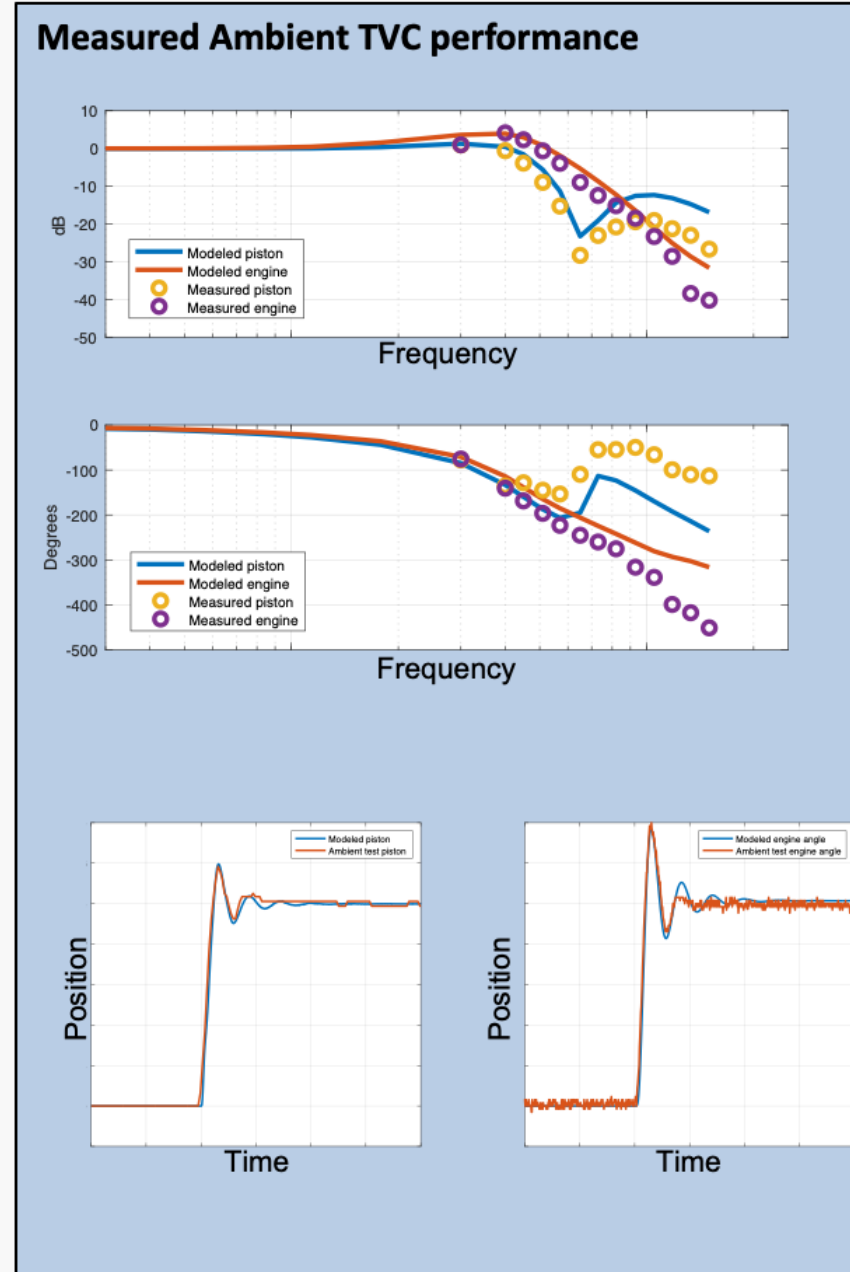 Measured Ambient TVC performance
10
0
-10
-20
-30
-40
-50
dB
Modeled piston
Modeled engine
Measured piston
Measured engine
Frequency
0
-100
-200
-300
-400
-500
Degrees
Modeled piston
Modeled engine
Measured piston
Measured engine
Frequency
Modeled piston
Ambient test piston
Position
Time
Modeled engine angle
Ambient test engine angle
Position
Time